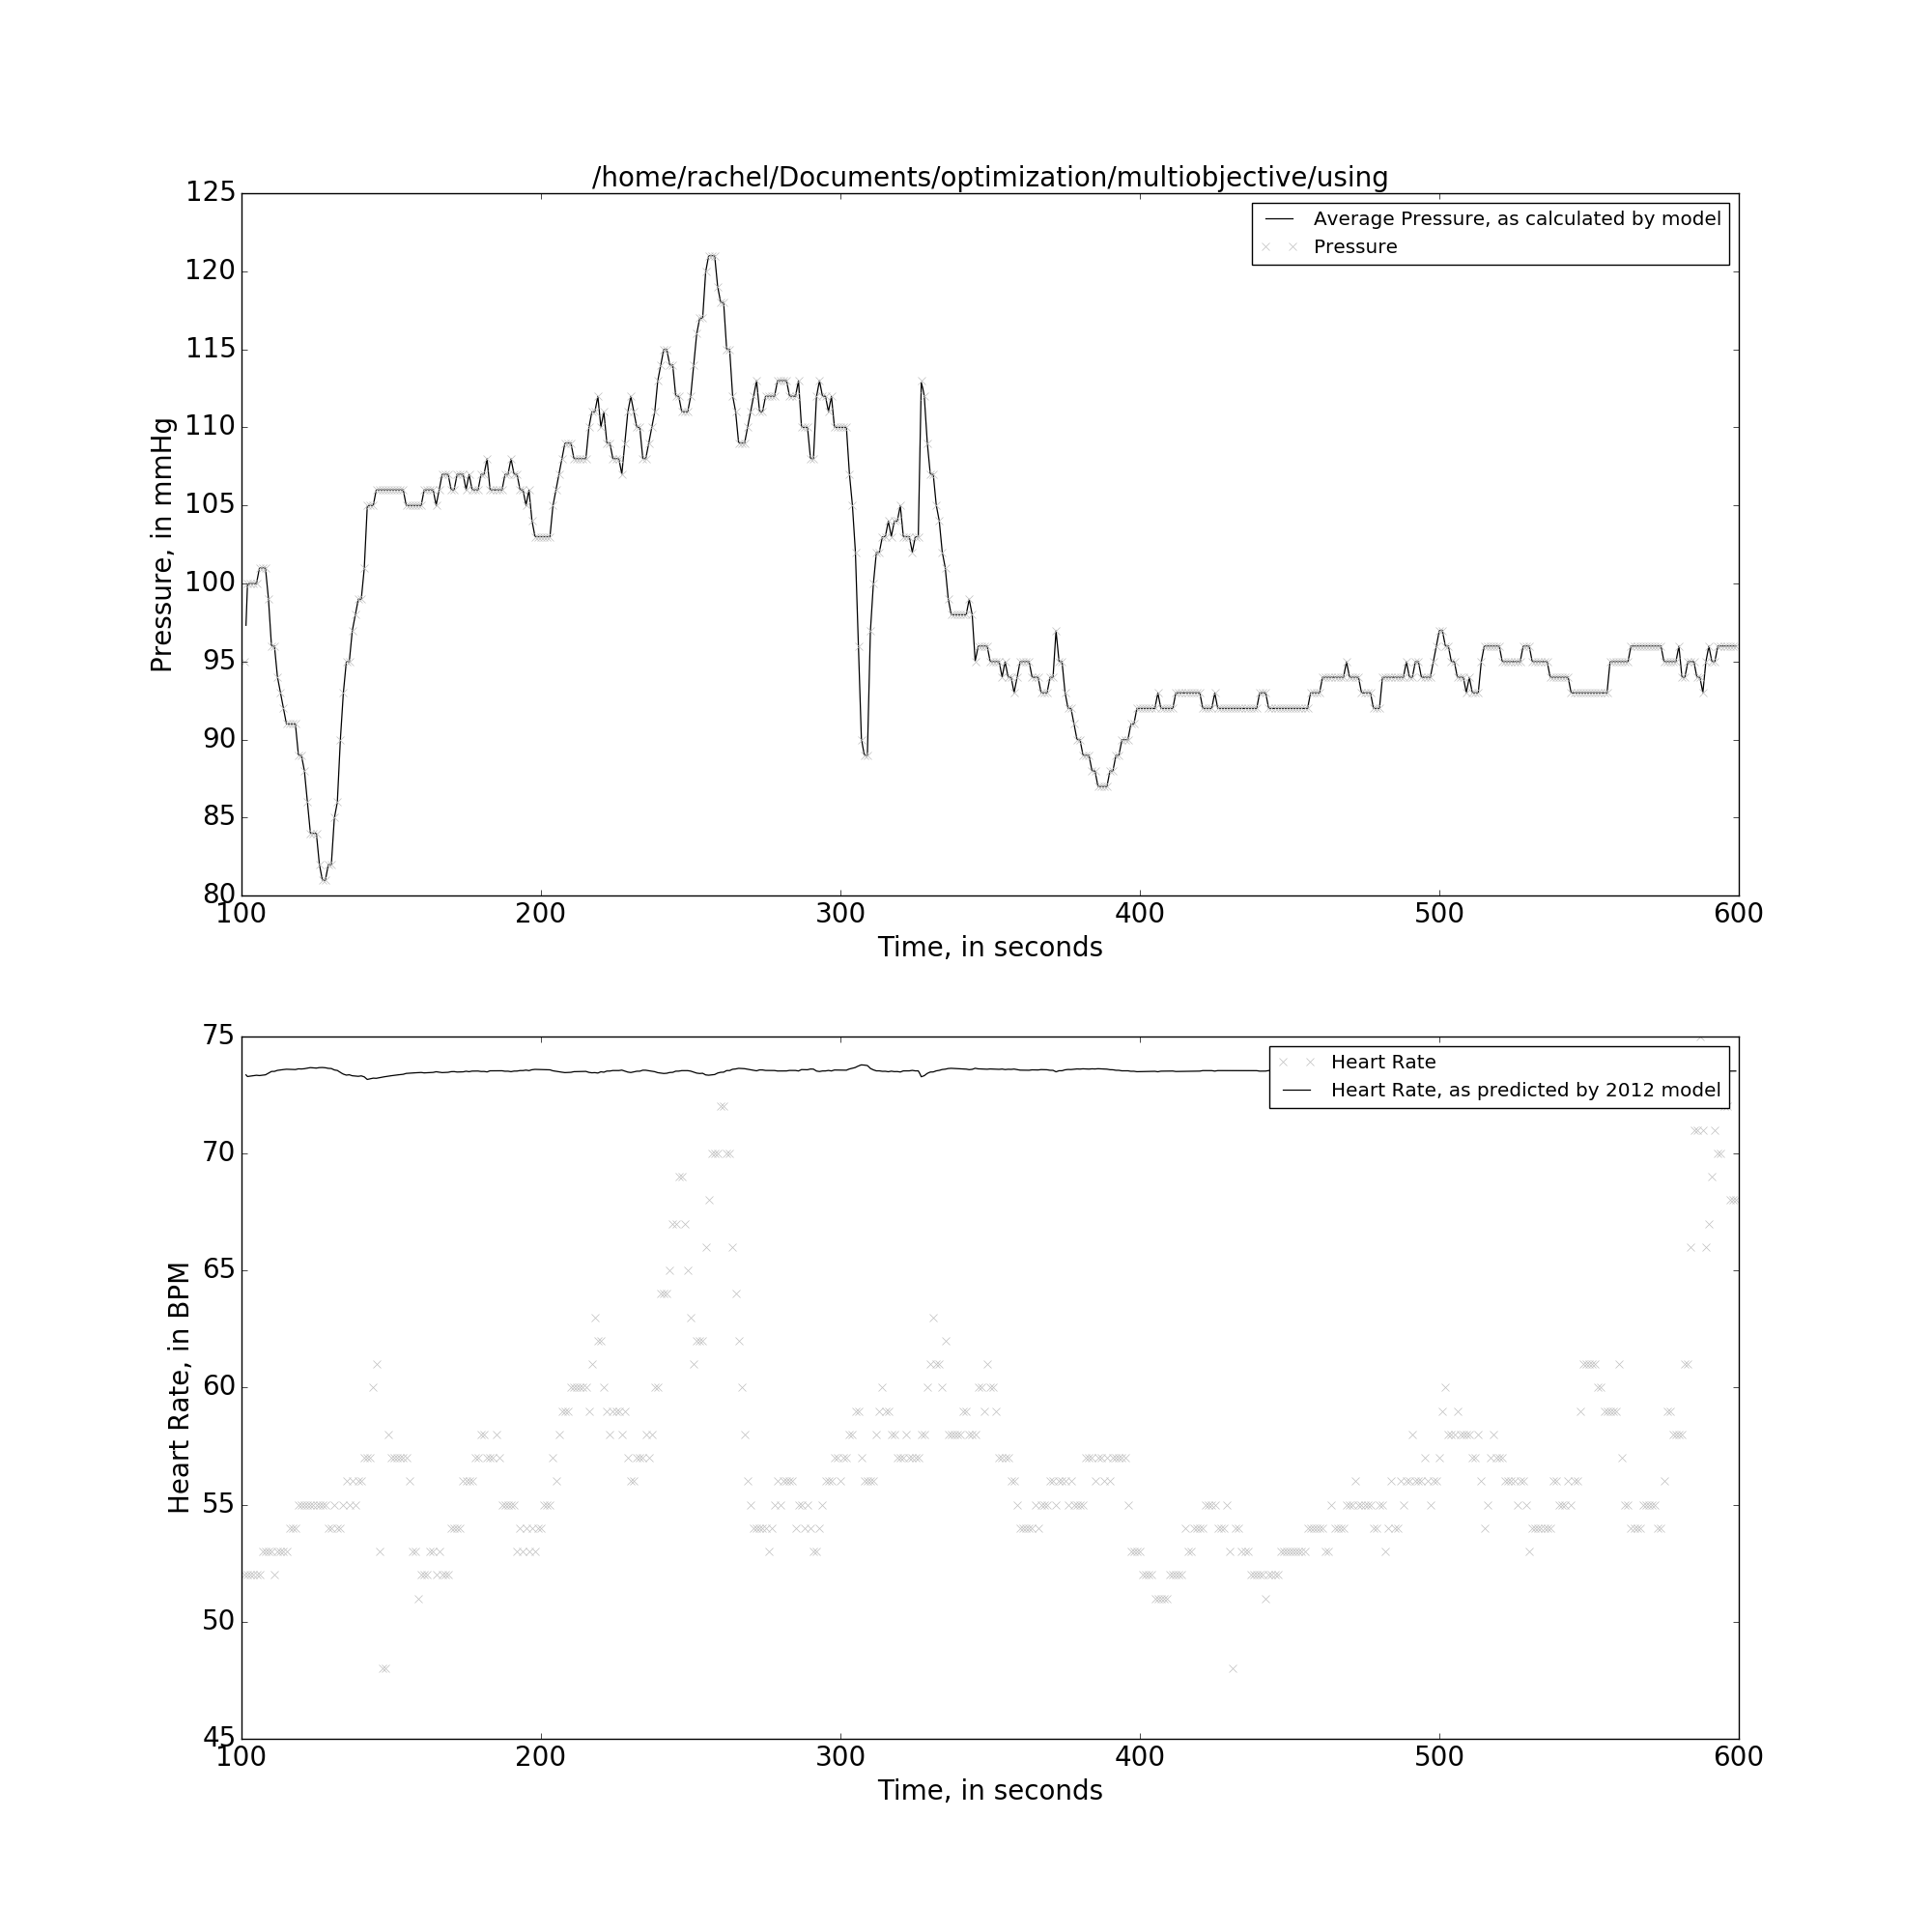 /home/rachel/Documents/optimization/multiobjective/using
125
120
115
110
105
100
95
90
85
80
Pressure, in mmHg
Average Pressure, as calculated by model
Pressure
100 200 300 400 500 600
Time, in seconds
75
70
65
60
55
50
45
Heart Rate, in BPM
Heart Rate
Heart Rate, as predicted by 2012 model
100 200 300 400 500 600
Time, in seconds